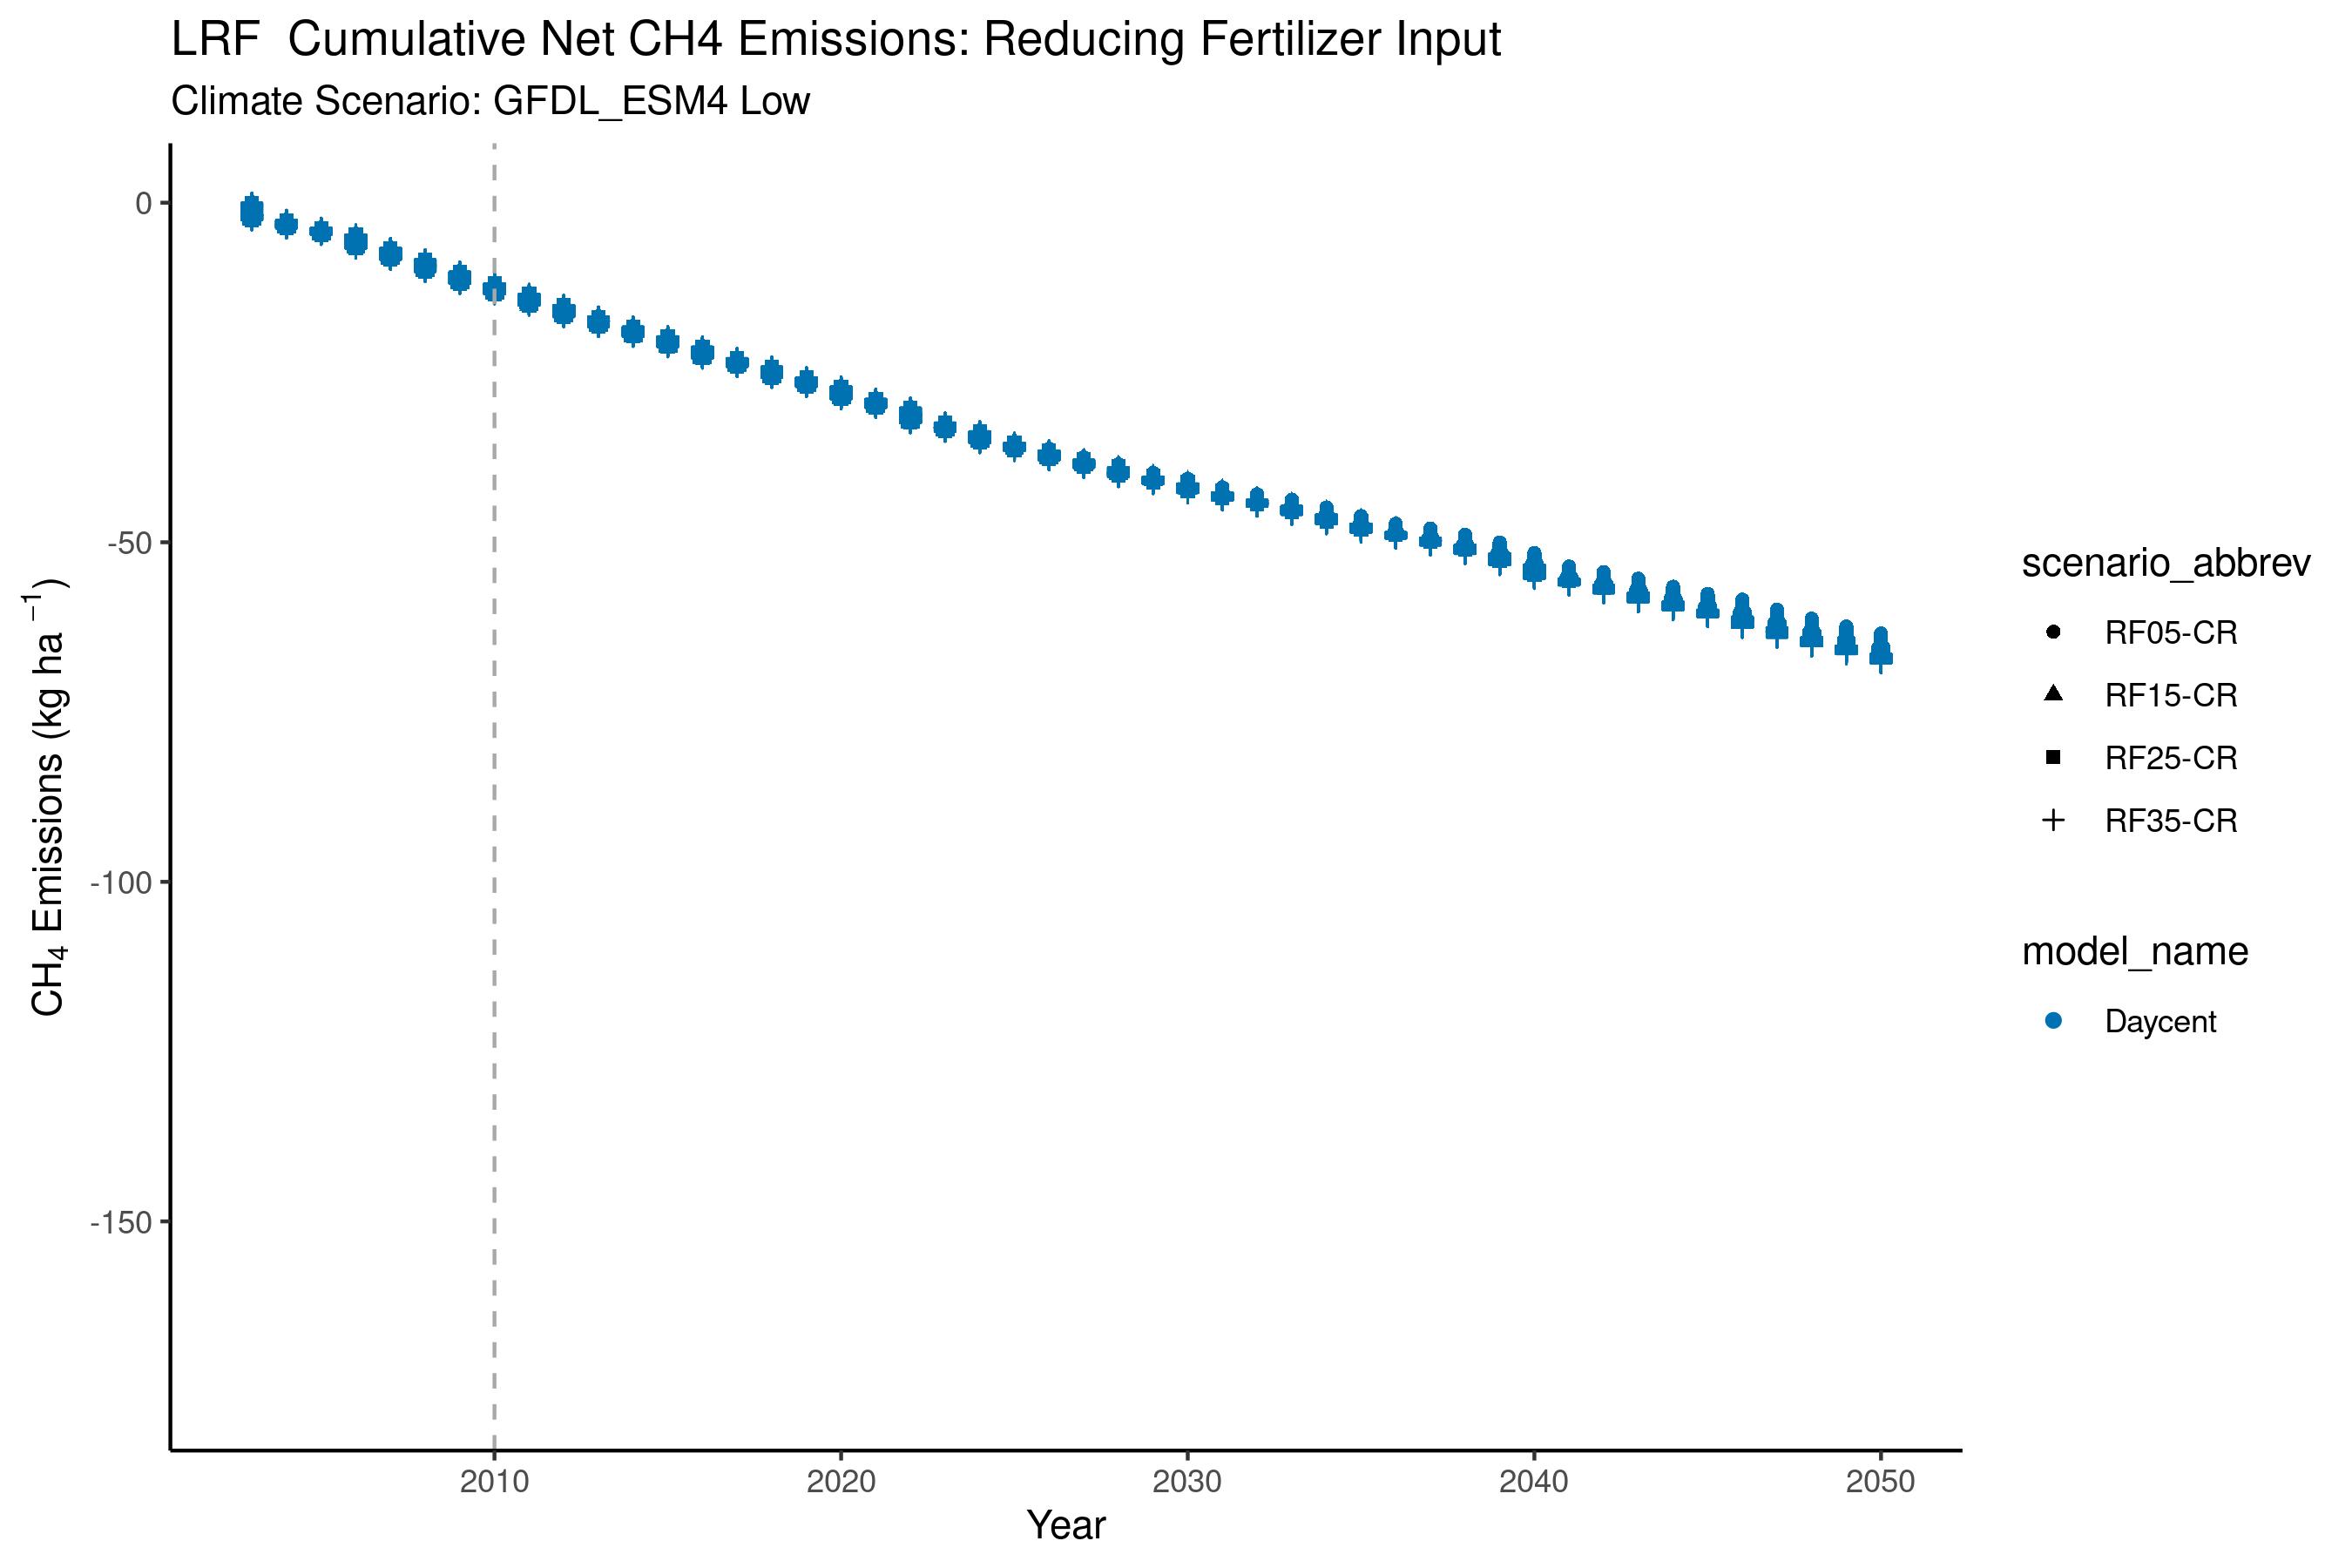 LRF  Cumulative Net CH4 Emissions: Reducing Fertilizer Input
Climate Scenario: GFDL_ESM4 Low
CH₄ Emissions (kg ha ⁻¹)
0
-50
-100
-150
2010
2020
2030
2040
2050
Year
scenario_abbrev
RF05-CR
RF15-CR
RF25-CR
RF35-CR
model_name
Daycent